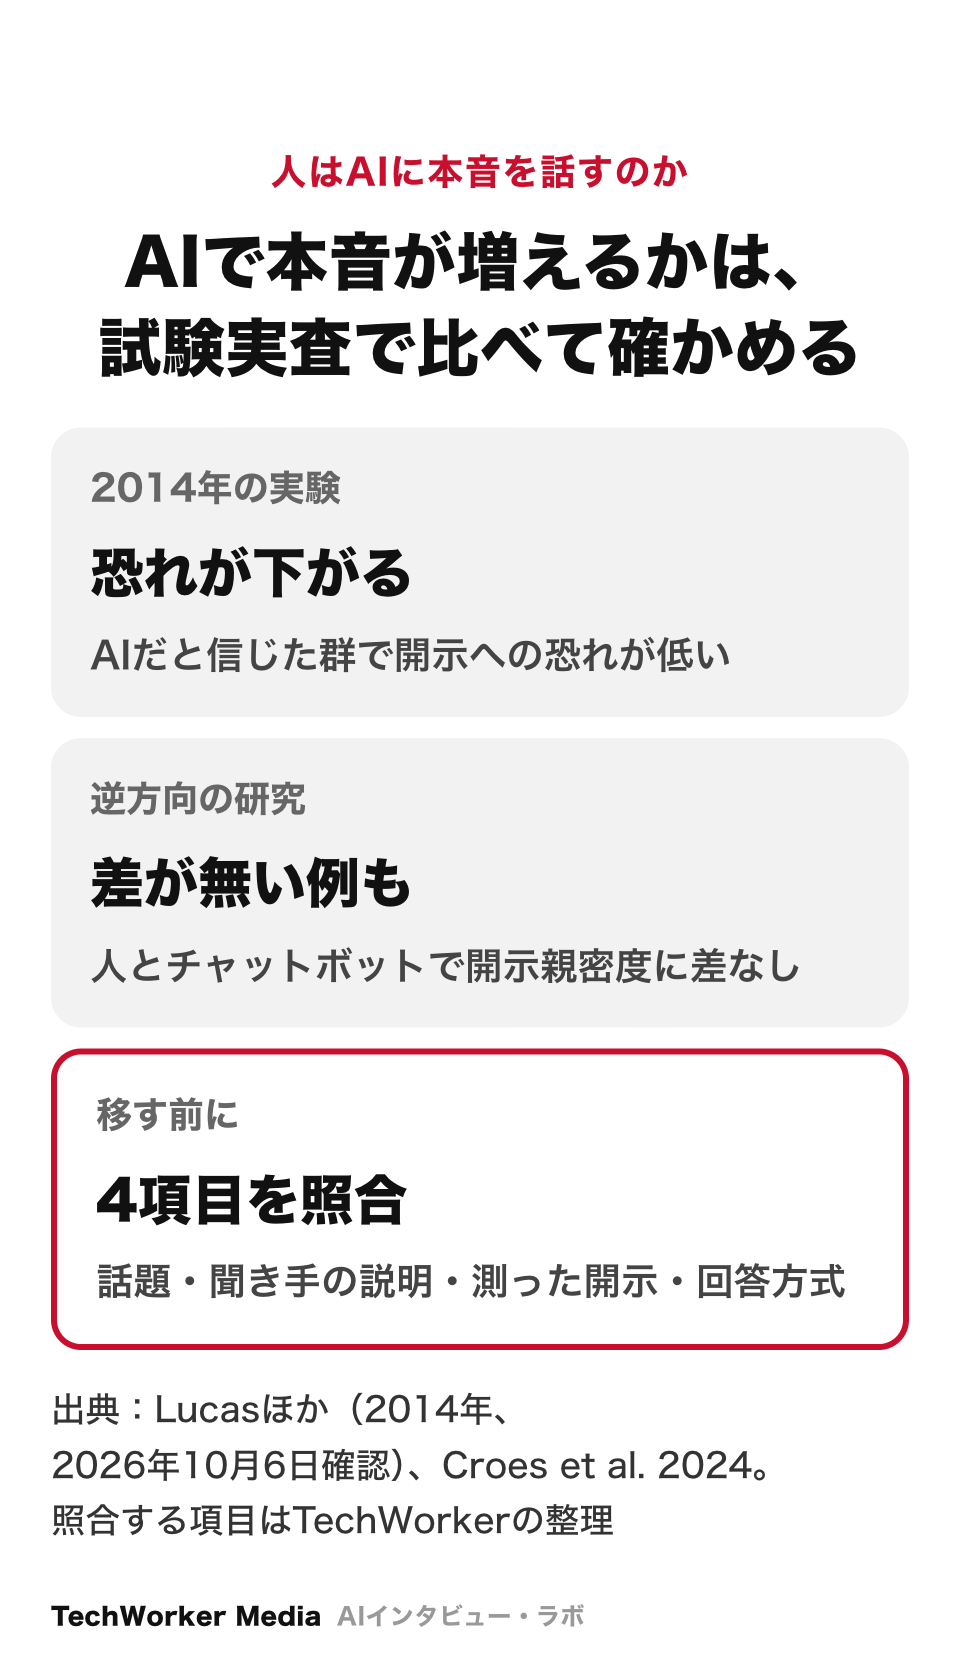 人はAIに本音を話すのか
AIで本音が増えるかは、
試験実査で比べて確かめる
2014年の実験
恐れが下がる
AIだと信じた群で開示への恐れが低い
逆方向の研究
差が無い例も
人とチャットボットで開示親密度に差なし
移す前に
4項目を照合
話題・聞き手の説明・測った開示・回答方式
出典：Lucasほか（2014年、
2026年10月6日確認）、Croes et al. 2024。
照合する項目はTechWorkerの整理
TechWorker Media AIインタビュー・ラボ